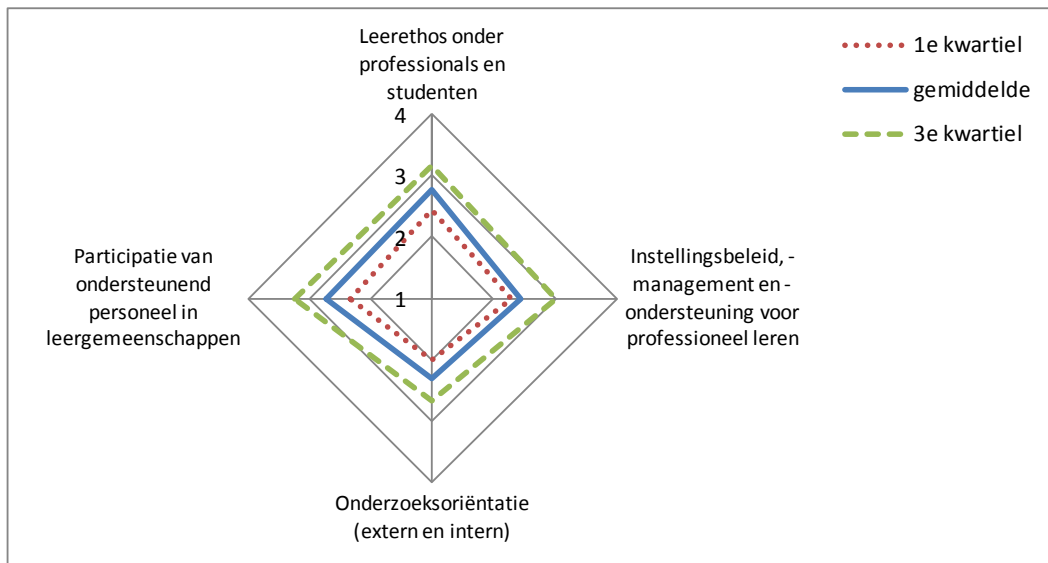 Leerethos onder
professionals en
studenten
1e kwartiel
gemiddelde
3e kwartiel
4
3
2
1
Participatie van
ondersteunend
personeel in
leergemeenschappen
Instellingsbeleid, -
management en -
ondersteuning voor
professioneel leren
Onderzoeksoriëntatie
(extern en intern)